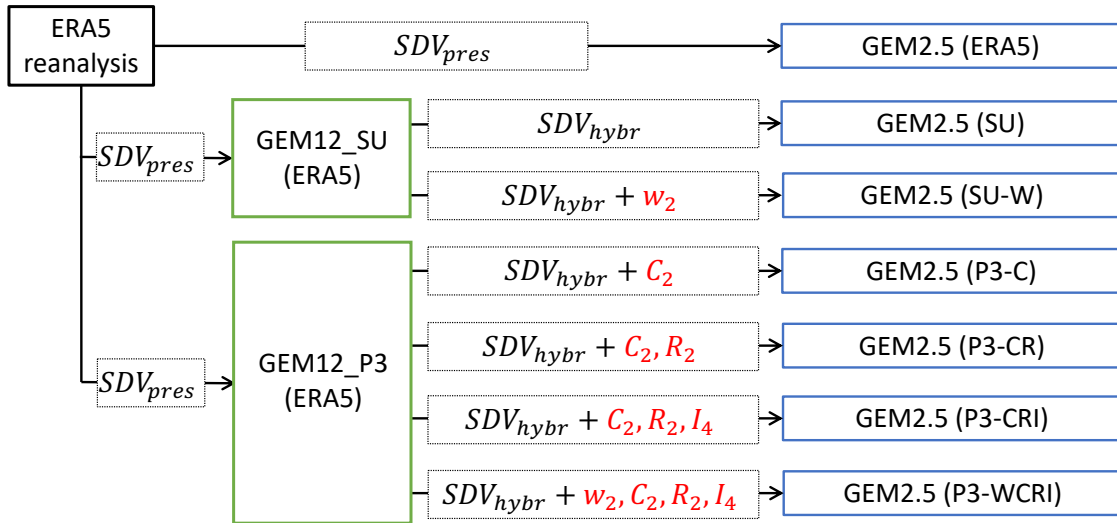 ERA5
reanalysis
SDV_pres
GEM2.5 (ERA5)
SDV_pres
GEM12_SU
(ERA5)
SDV_hybr
GEM2.5 (SU)
SDV_hybr + w_2
GEM2.5 (SU-W)
SDV_pres
GEM12_P3
(ERA5)
SDV_hybr + C_2
GEM2.5 (P3-C)
SDV_hybr + C_2, R_2
GEM2.5 (P3-CR)
SDV_hybr + C_2, R_2, I_4
GEM2.5 (P3-CRI)
SDV_hybr + w_2, C_2, R_2, I_4
GEM2.5 (P3-WCRI)